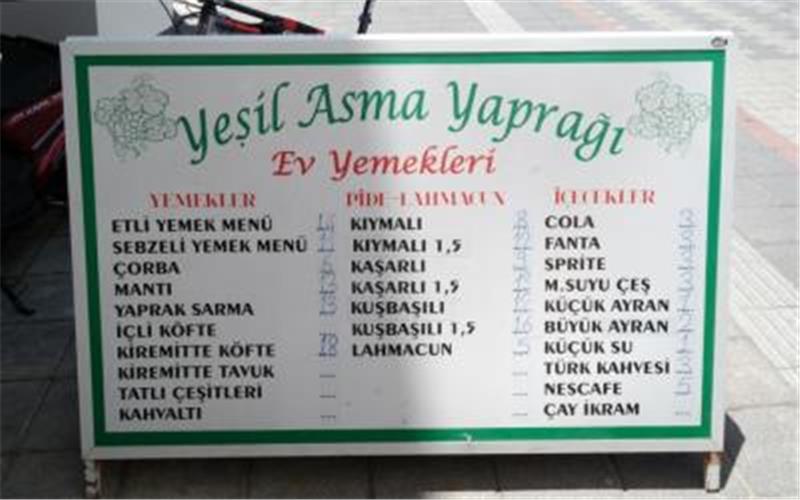 Yeşil Asma Yaprağı
Ev Yemekleri
YEMEKLER
ETLİ YEMEK MENÜ
SEBZELİ YEMEK MENÜ
ÇORBA
MANTI
YAPRAK SARMA
İÇLİ KÖFTE
KİREMİTTE KÖFTE
KİREMİTTE TAVUK
TATLI ÇEŞİTLERİ
KAHVALTI
PİDE-LAHMACUN
KIYMALI
KIYMALI 1,5
KAŞARLI
KAŞARLI 1,5
KUŞBAŞILI
KUŞBAŞILI 1,5
LAHMACUN
İÇECEKLER
COLA
FANTA
SPRİTE
M.SUYU ÇEŞ
KÜÇÜK AYRAN
BÜYÜK AYRAN
KÜÇÜK SU
TÜRK KAHVESİ
NESCAFE
ÇAY İKRAM